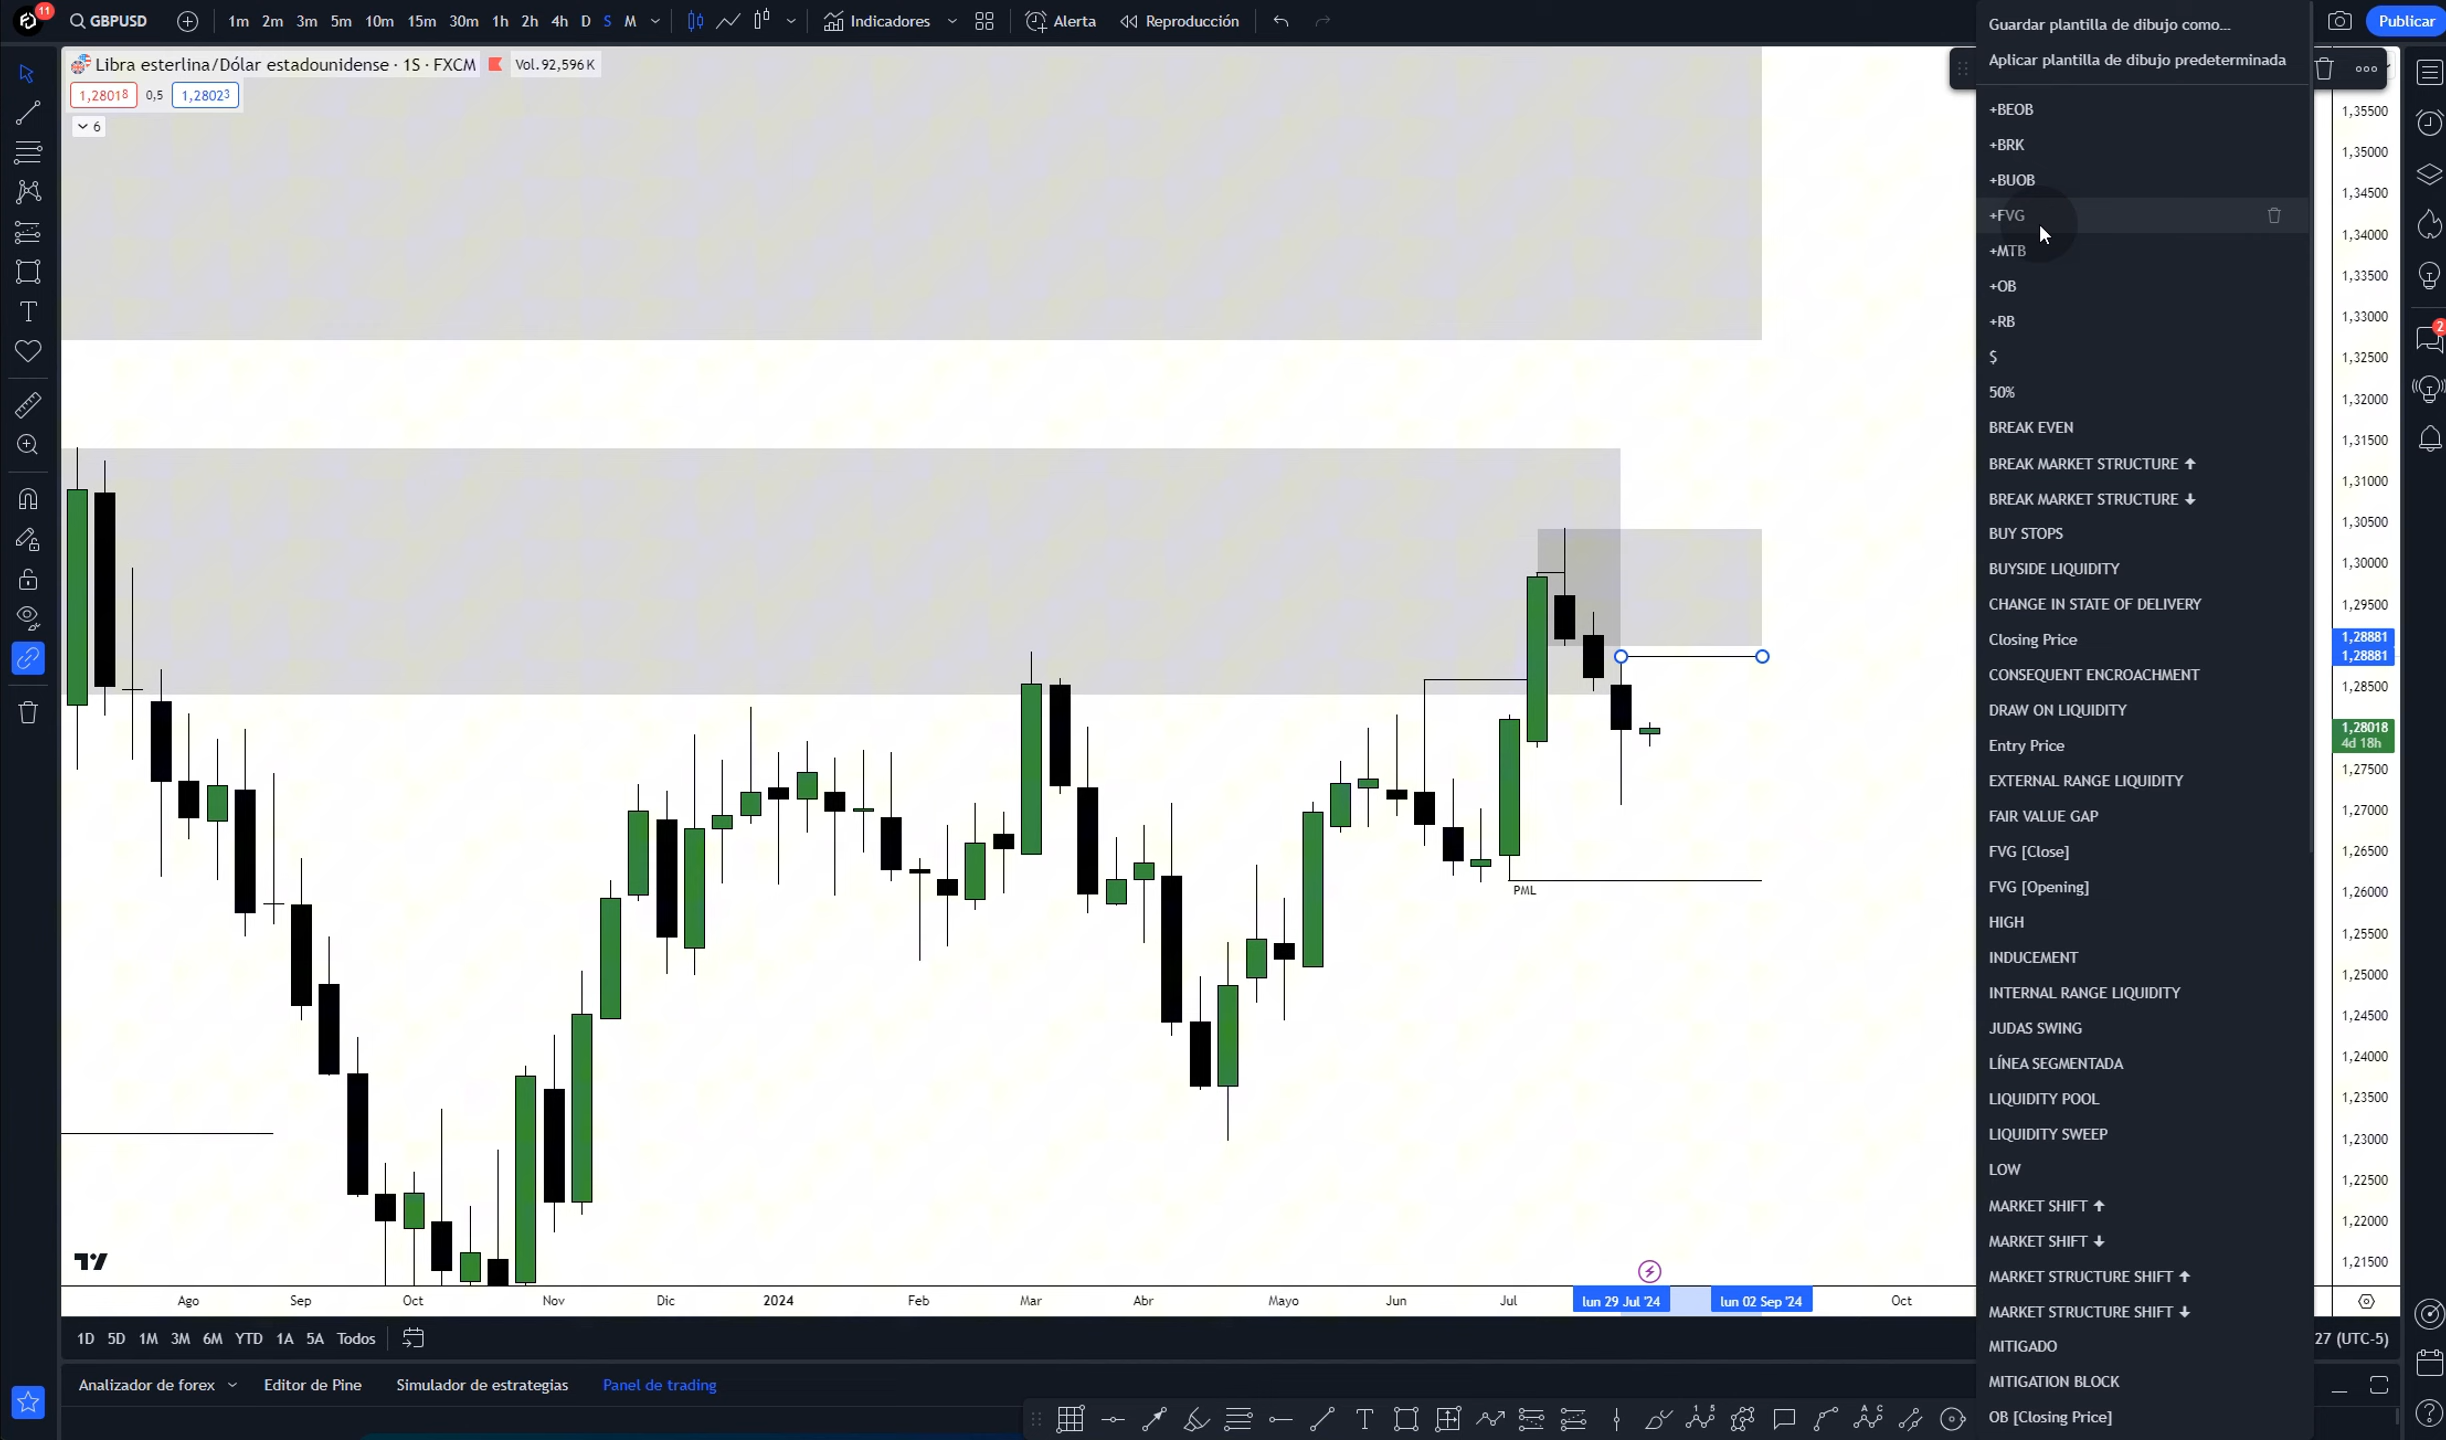 11
GBPUSD
1m 2m 3m 5m 10m 15m 30m 1h 2h 4h D S M
Indicadores
Alerta
Reproducción
Publicar
Libra esterlina/Dólar estadounidense · 1S · FXCM
Vol. 92,596 K
1,28018
0,5
1,28023
6
Guardar plantilla de dibujo como...
Aplicar plantilla de dibujo predeterminada
+BEOB
+BRK
+BUOB
+FVG
+MTB
+OB
+RB
$
50%
BREAK EVEN
BREAK MARKET STRUCTURE ↑
BREAK MARKET STRUCTURE ↓
BUY STOPS
BUYSIDE LIQUIDITY
CHANGE IN STATE OF DELIVERY
Closing Price
CONSEQUENT ENCROACHMENT
DRAW ON LIQUIDITY
Entry Price
EXTERNAL RANGE LIQUIDITY
FAIR VALUE GAP
FVG [Close]
FVG [Opening]
HIGH
INDUCEMENT
INTERNAL RANGE LIQUIDITY
JUDAS SWING
LÍNEA SEGMENTADA
LIQUIDITY POOL
LIQUIDITY SWEEP
LOW
MARKET SHIFT ↑
MARKET SHIFT ↓
MARKET STRUCTURE SHIFT ↑
MARKET STRUCTURE SHIFT ↓
MITIGADO
MITIGATION BLOCK
OB [Closing Price]
1,35500
1,35000
1,34500
1,34000
1,33500
1,33000
1,32500
1,32000
1,31500
1,31000
1,30500
1,30000
1,29500
1,28881
1,28881
1,28500
1,28018
4d 18h
1,27500
1,27000
1,26500
1,26000
1,25500
1,25000
1,24500
1,24000
1,23500
1,23000
1,22500
1,22000
1,21500
2
PML
Ago Sep Oct Nov Dic 2024 Feb Mar Abr Mayo Jun Jul lun 29 Jul '24 lun 02 Sep '24 Oct
1D 5D 1M 3M 6M YTD 1A 5A Todos
27 (UTC-5)
Analizador de forex
Editor de Pine
Simulador de estrategias
Panel de trading